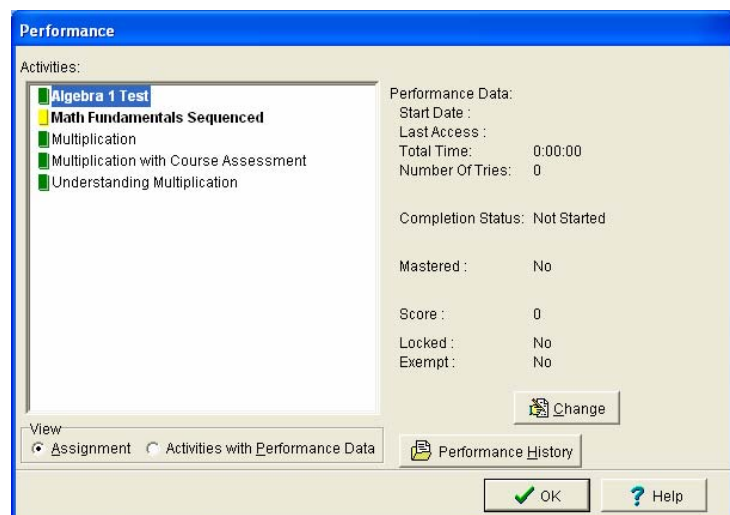 Performance
Activities:
Algebra 1 Test
Math Fundamentals Sequenced
Multiplication
Multiplication with Course Assessment
Understanding Multiplication
Performance Data:
Start Date :
Last Access :
Total Time: 0:00:00
Number Of Tries: 0
Completion Status: Not Started
Mastered : No
Score : 0
Locked : No
Exempt : No
Change
View
Assignment Activities with Performance Data
Performance History
OK ? Help